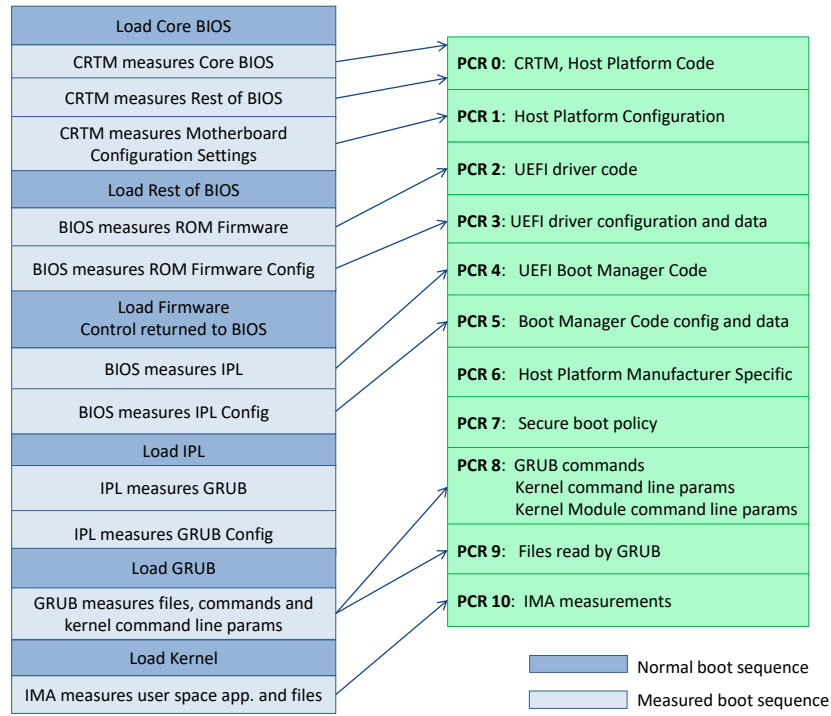 Load Core BIOS
CRTM measures Core BIOS
CRTM measures Rest of BIOS
CRTM measures Motherboard
Configuration Settings
Load Rest of BIOS
BIOS measures ROM Firmware
BIOS measures ROM Firmware Config
Load Firmware
Control returned to BIOS
BIOS measures IPL
BIOS measures IPL Config
Load IPL
IPL measures GRUB
IPL measures GRUB Config
Load GRUB
GRUB measures files, commands and
kernel command line params
Load Kernel
IMA measures user space app. and files
PCR 0: CRTM, Host Platform Code
PCR 1: Host Platform Configuration
PCR 2: UEFI driver code
PCR 3: UEFI driver configuration and data
PCR 4: UEFI Boot Manager Code
PCR 5: Boot Manager Code config and data
PCR 6: Host Platform Manufacturer Specific
PCR 7: Secure boot policy
PCR 8: GRUB commands
Kernel command line params
Kernel Module command line params
PCR 9: Files read by GRUB
PCR 10: IMA measurements
Normal boot sequence
Measured boot sequence